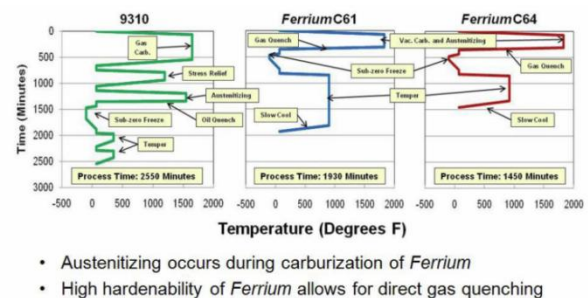 9310
Ferrium C61
Ferrium C64
Time (Minutes)
0
500
1000
1500
2000
2500
3000
Gas Carb.
Stress Relief
Austenitizing
Sub-zero Freeze
Oil Quench
Temper
Process Time: 2550 Minutes
Gas Quench
Vac. Carb. and Austenitizing
Sub-zero Freeze
Gas Quench
Temper
Slow Cool
Slow Cool
Process Time: 1930 Minutes
Process Time: 1450 Minutes
-500 0 500 1000 1500 2000
-500 0 500 1000 1500 2000
-500 0 500 1000 1500 2000
Temperature (Degrees F)
• Austenitizing occurs during carburization of Ferrium
• High hardenability of Ferrium allows for direct gas quenching